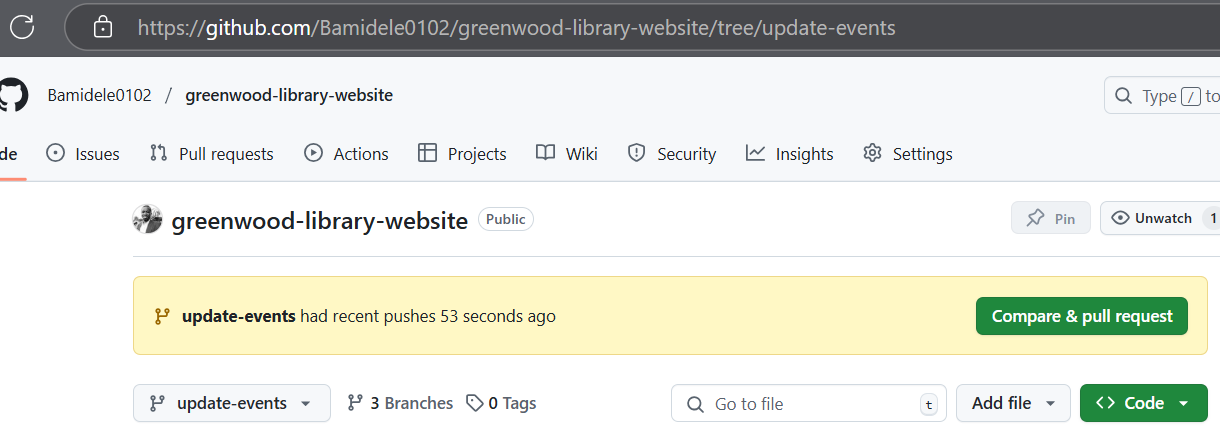 https://github.com/Bamidele0102/greenwood-library-website/tree/update-events
Bamidele0102 / greenwood-library-website
Type / to
de Issues Pull requests Actions Projects Wiki Security Insights Settings
greenwood-library-website Public
Pin Unwatch 1
update-events had recent pushes 53 seconds ago
Compare & pull request
update-events 3 Branches 0 Tags
Go to file t
Add file
<> Code